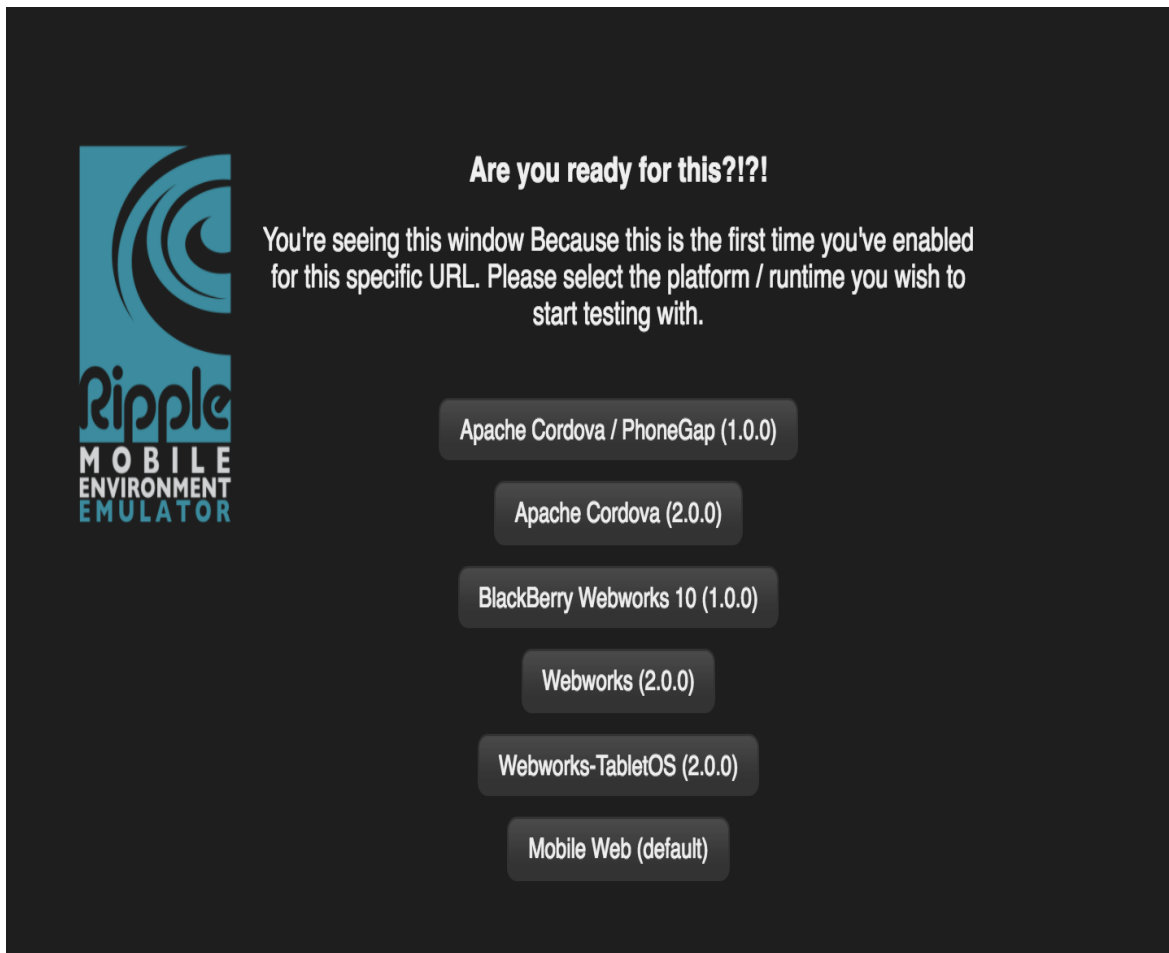 Ripple
MOBILE
ENVIRONMENT
EMULATOR
Are you ready for this?!?!
You're seeing this window Because this is the first time you've enabled
for this specific URL. Please select the platform / runtime you wish to
start testing with.
Apache Cordova / PhoneGap (1.0.0)
Apache Cordova (2.0.0)
BlackBerry Webworks 10 (1.0.0)
Webworks (2.0.0)
Webworks-TabletOS (2.0.0)
Mobile Web (default)